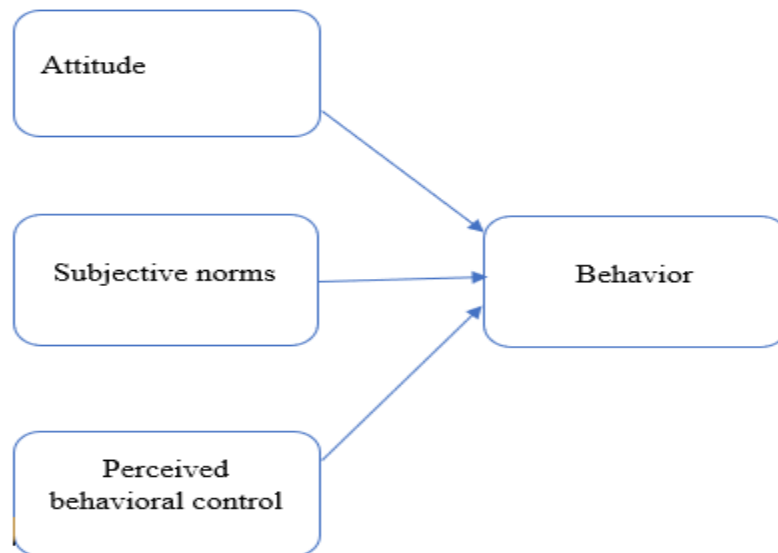 Attitude
Subjective norms
Behavior
Perceived
behavioral control